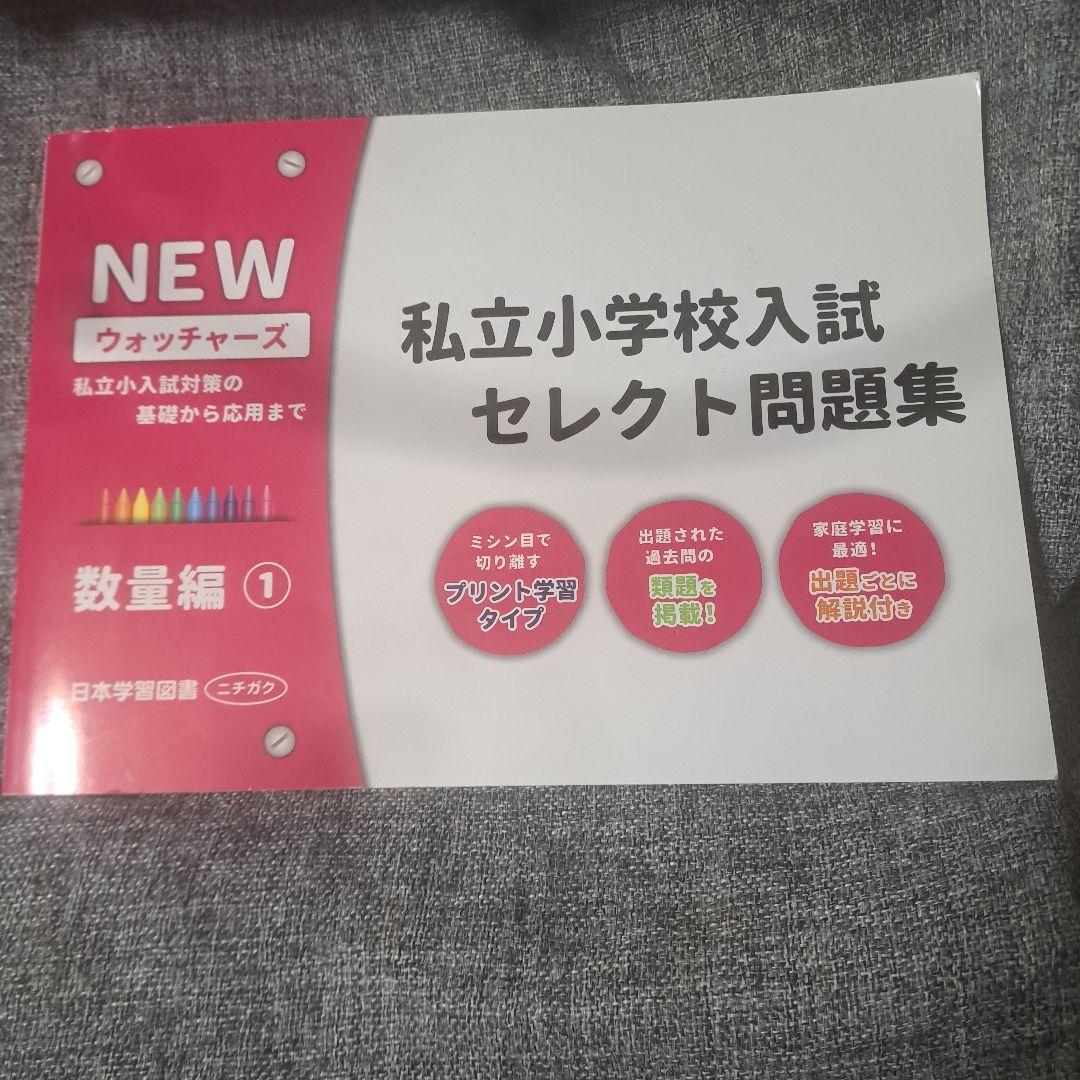 NEW
ウォッチャーズ
私立小入試対策の
基礎から応用まで
数量編 ①
日本学習図書 ニチガク
私立小学校入試
セレクト問題集
ミシン目で
切り離す
プリント学習
タイプ
出題された
過去問の
類題を
掲載!
家庭学習に
最適!
出題ごとに
解説付き